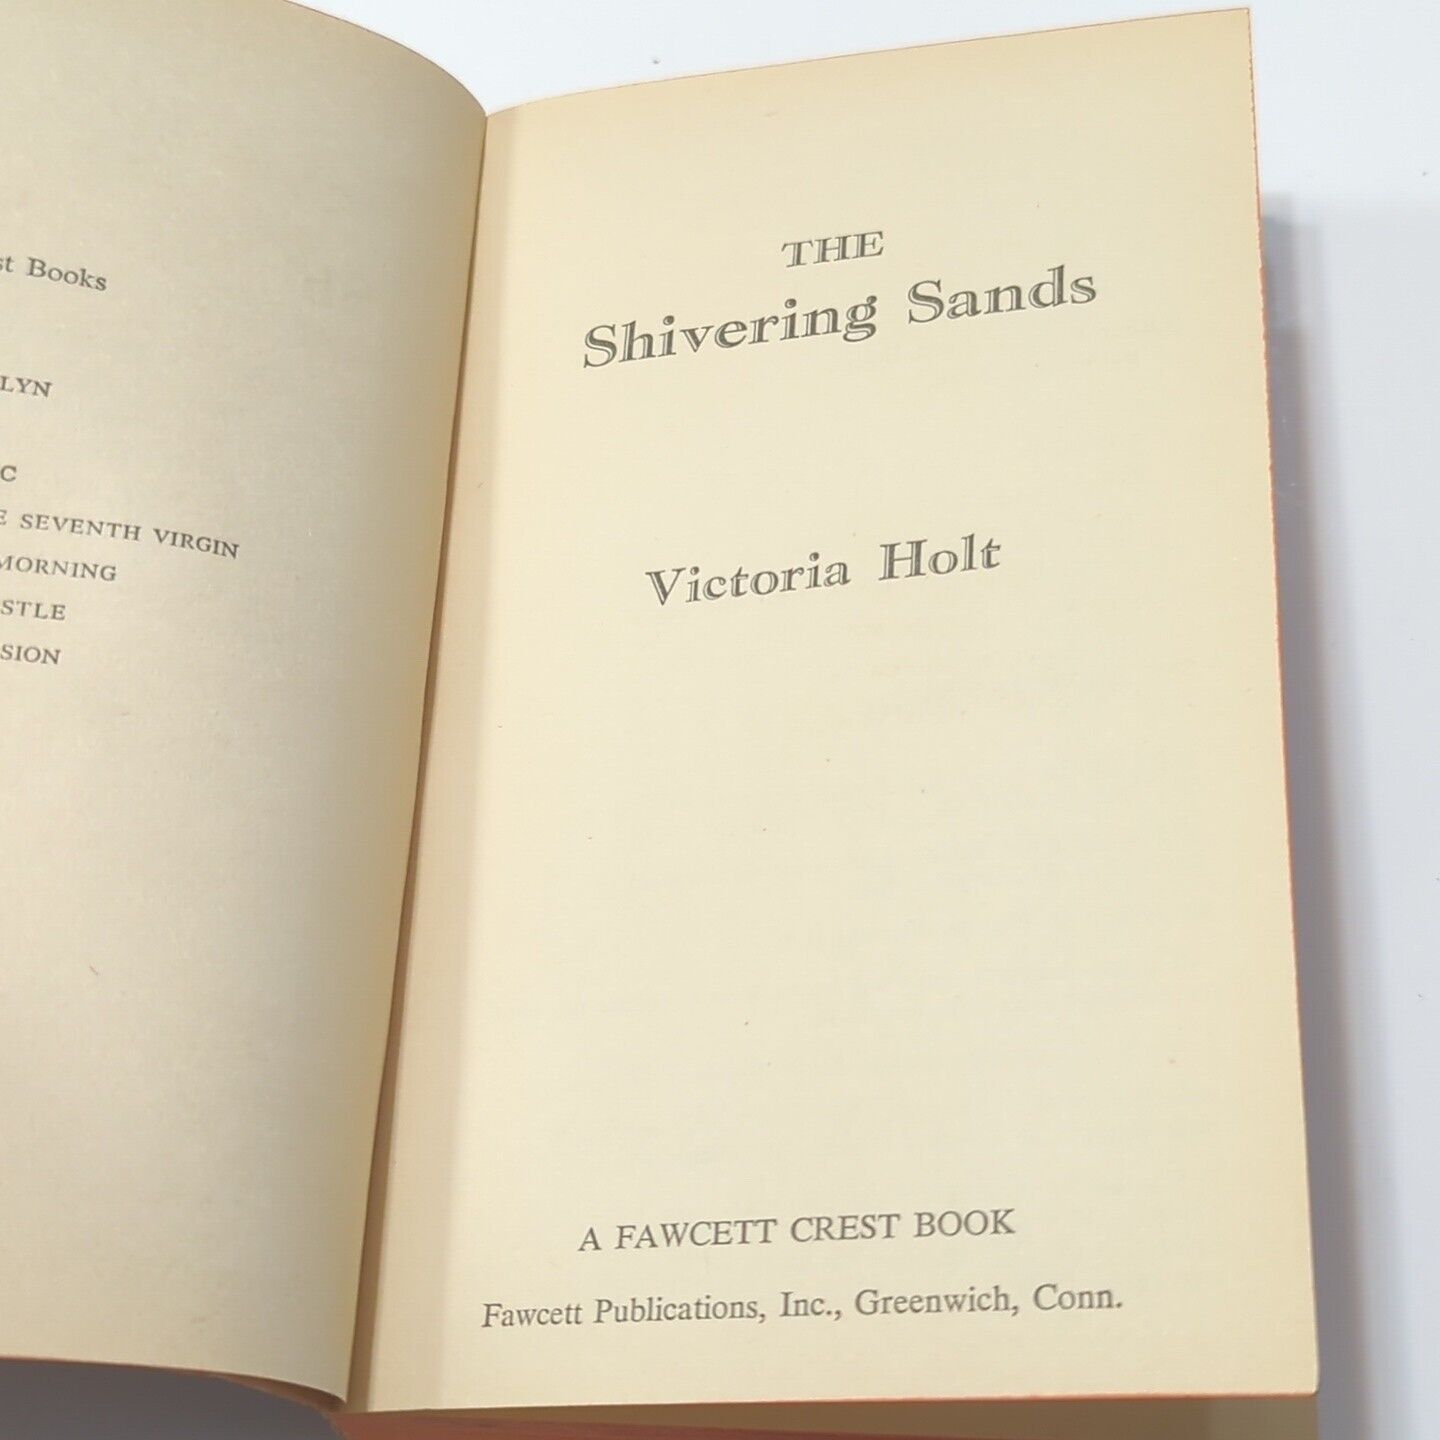 st Books
LYN
C
E SEVENTH VIRGIN
MORNING
STLE
SION
THE
Shivering Sands
Victoria Holt
A FAWCETT CREST BOOK
Fawcett Publications, Inc., Greenwich, Conn.